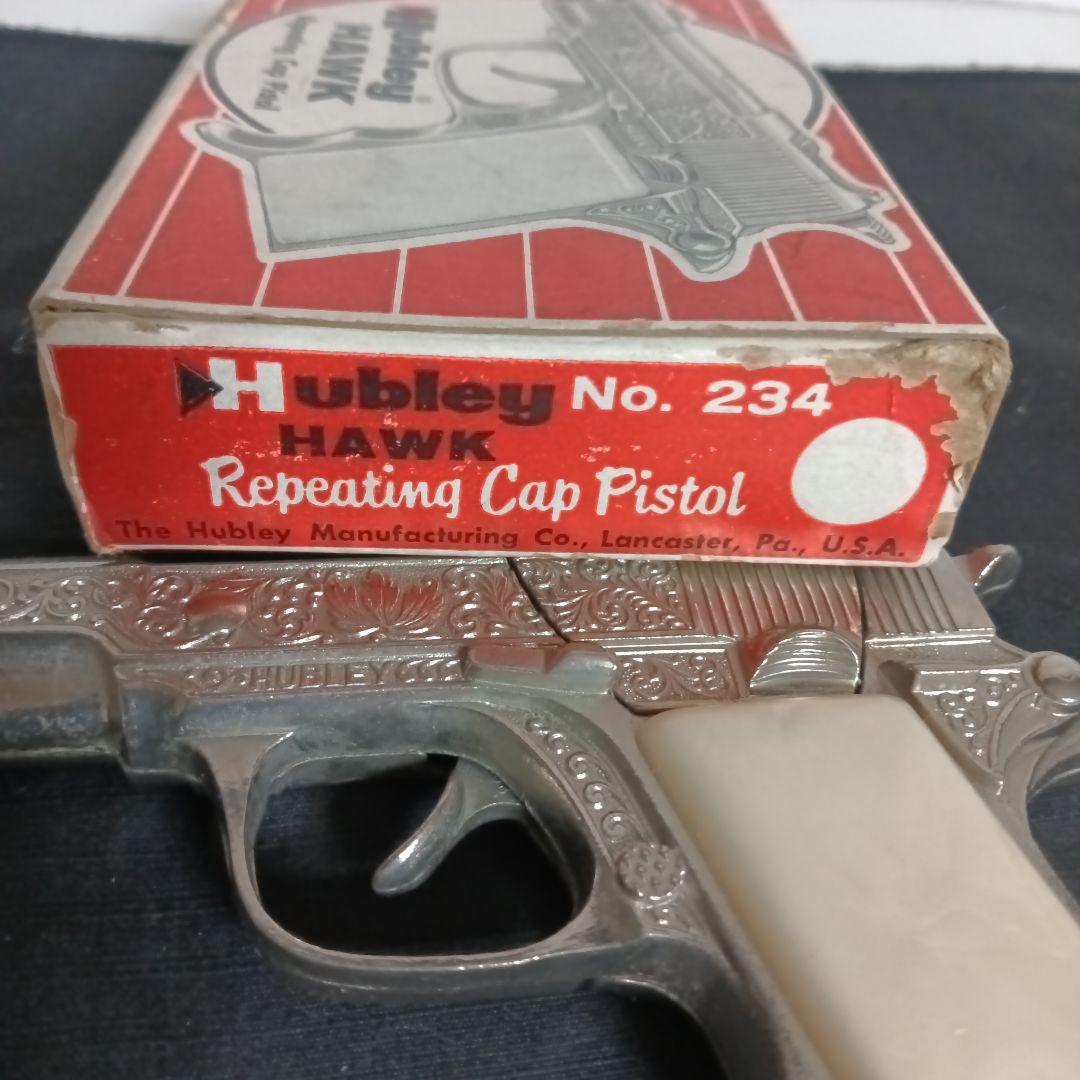 Hubley
HAWK
Repeating Cap Pistol
Hubley No. 234
HAWK
Repeating Cap Pistol
The Hubley Manufacturing Co., Lancaster, Pa., U.S.A.
HUBLEY